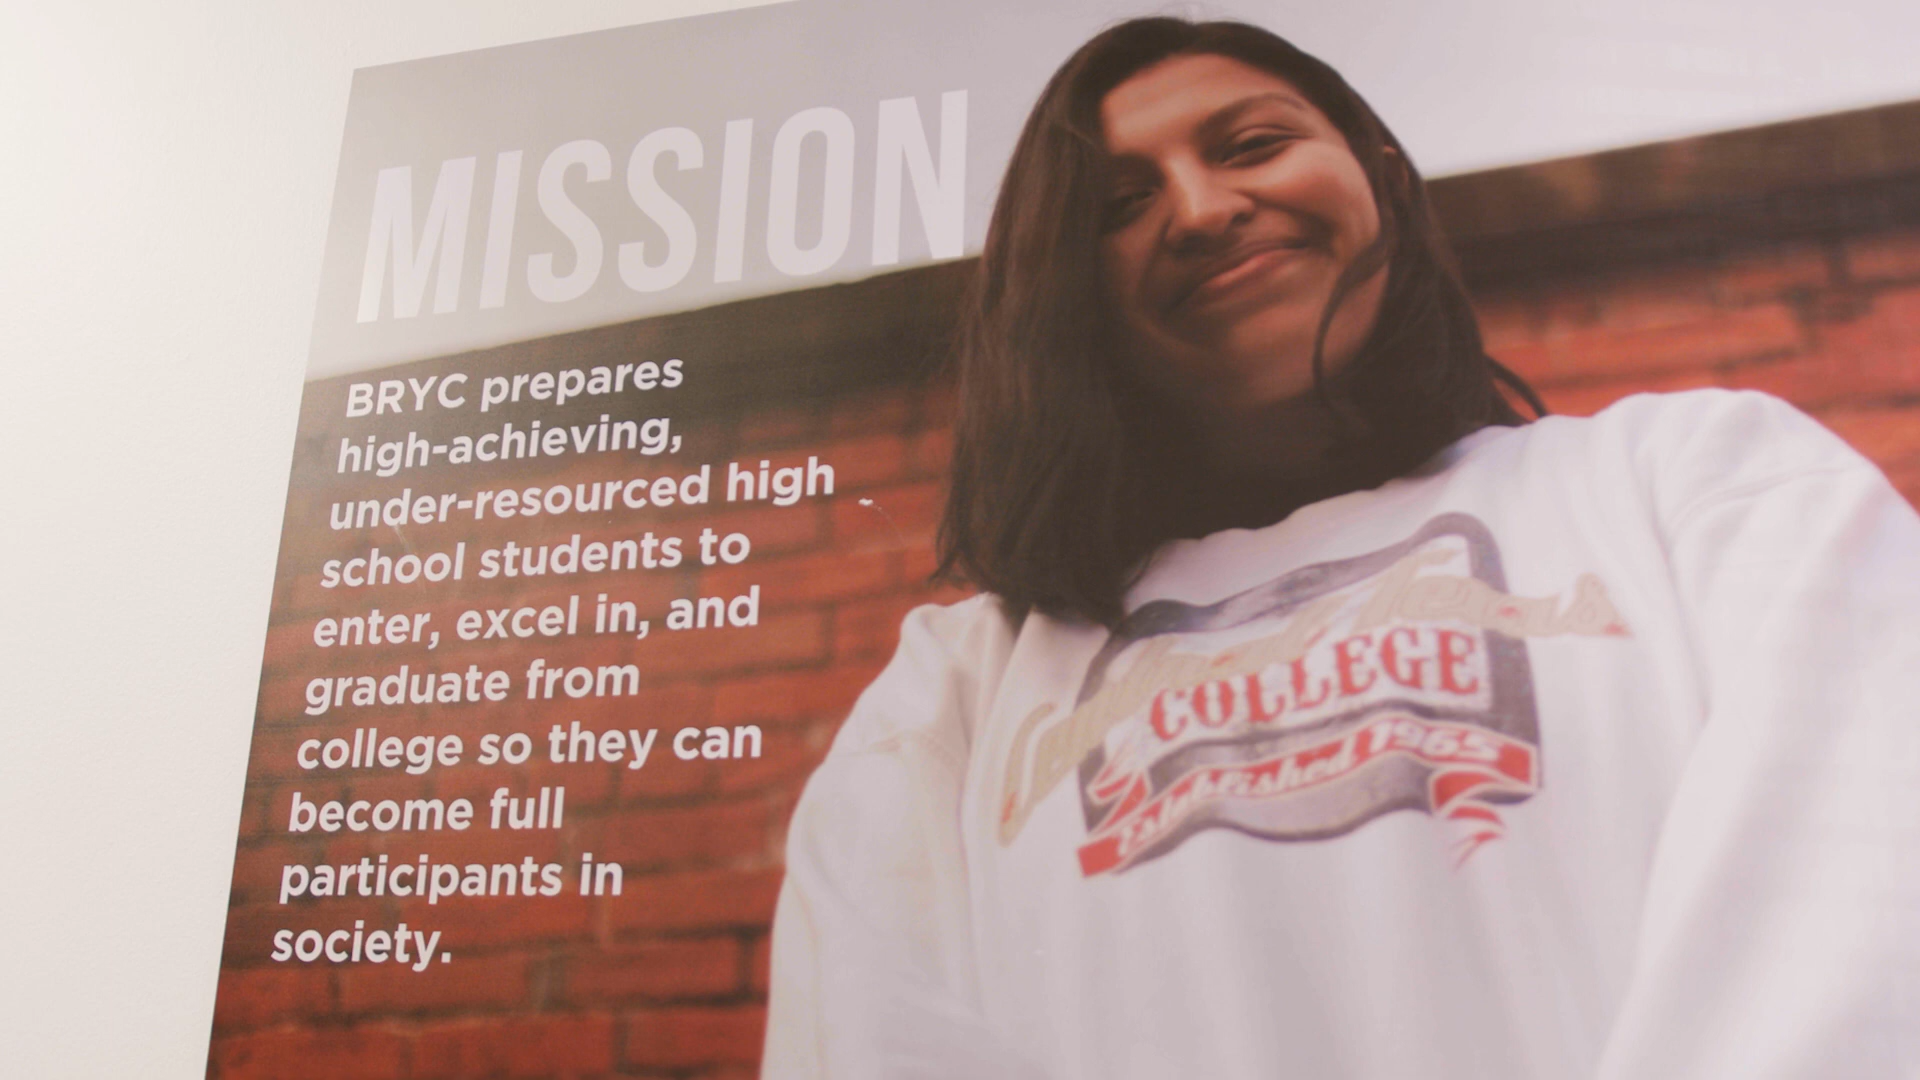 MISSION
BRYC prepares
high-achieving,
under-resourced high
school students to
enter, excel in, and
graduate from
college so they can
become full
participants in
society.
COLLEGE
Established 1965